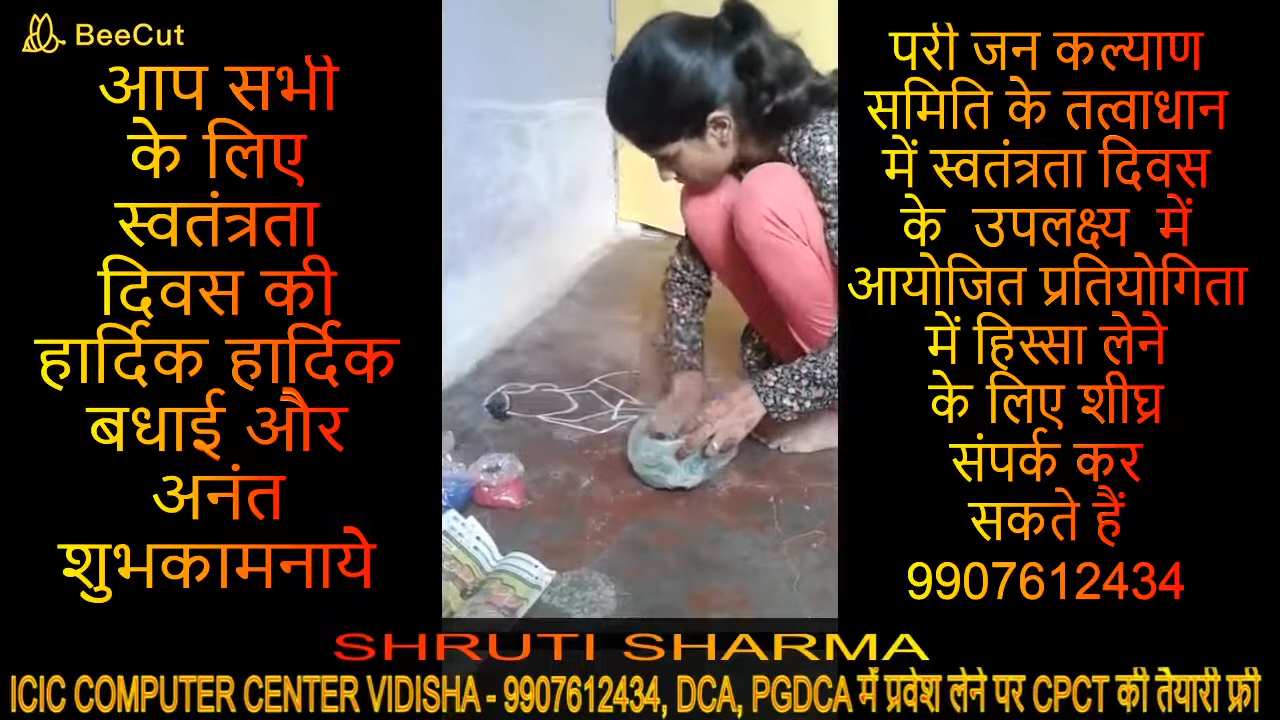 BeeCut
आप सभी
के लिए
स्वतंत्रता
दिवस की
हार्दिक हार्दिक
बधाई और
अनंत
शुभकामनाये
परी जन कल्याण
समिति के तत्वाधान
में स्वतंत्रता दिवस
के उपलक्ष्य में
आयोजित प्रतियोगिता
में हिस्सा लेने
के लिए शीघ्र
संपर्क कर
सकते हैं
9907612434
SHRUTI SHARMA
ICIC COMPUTER CENTER VIDISHA - 9907612434, DCA, PGDCA में प्रवेश लेने पर CPCT की तैयारी फ्री